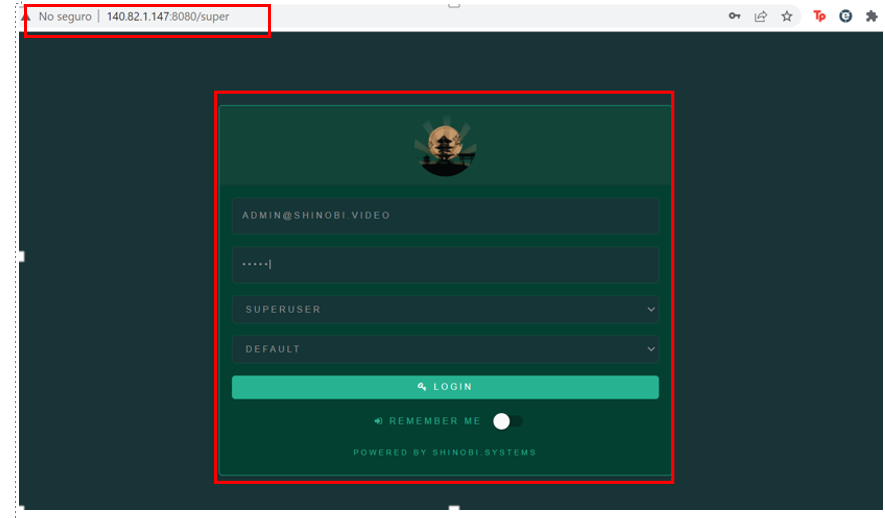 No seguro | 140.82.1.147:8080/super
Tp
ADMIN@SHINOBI.VIDEO
•••••
SUPERUSER
DEFAULT
LOGIN
REMEMBER ME
POWERED BY SHINOBI.SYSTEMS